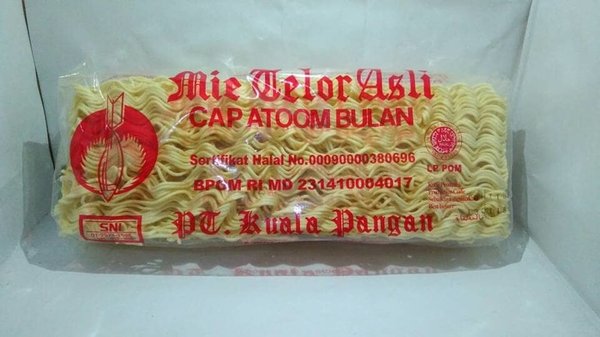 Mie Telor Asli
CAP ATOOM BULAN
Sertifikat Halal No.00090000380696
LP. POM
BPOM RI MD 231410004017
SNI
PT. Kuala Pangan